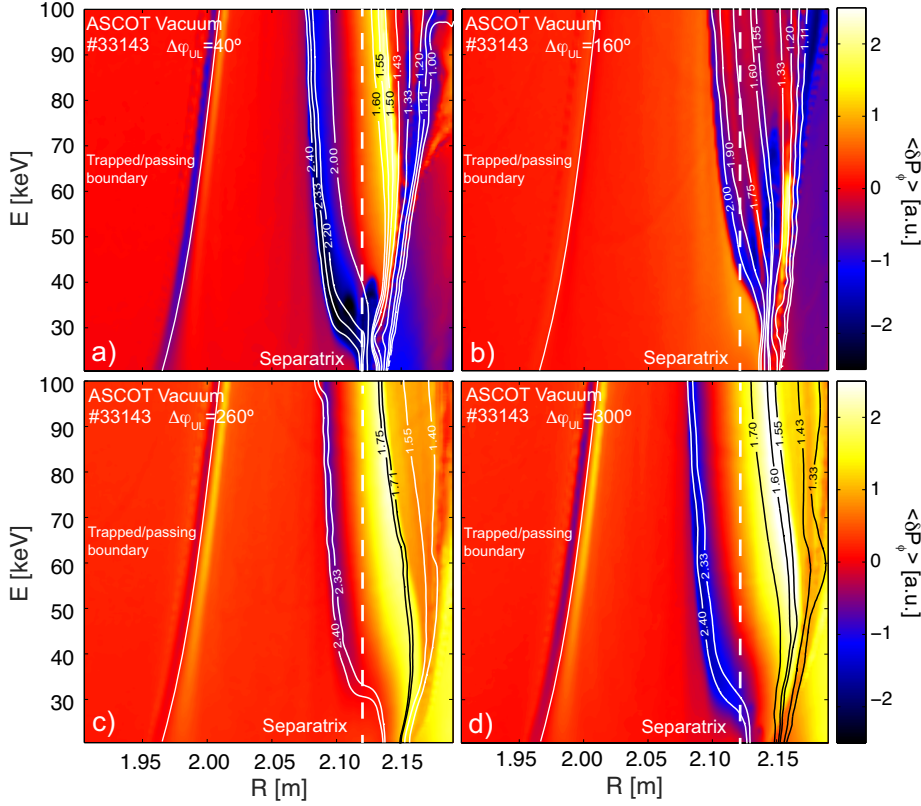 ASCOT Vacuum
#33143 Δφ_UL=40º
Trapped/passing
boundary
2.40
2.33
2.20
2.00
1.60
1.55
1.50
1.43
1.33
1.20
1.11
1.00
Separatrix
a)
E [keV]
100
90
80
70
60
50
40
30
ASCOT Vacuum
#33143 Δφ_UL=160º
Trapped/passing
boundary
2.00
1.90
1.75
1.60
1.33
1.20
1.11
Separatrix
b)
2
1
0
-1
-2
<δP_ϕ> [a.u.]
ASCOT Vacuum
#33143 Δφ_UL=260º
Trapped/passing
boundary
2.40
2.33
1.75
1.71
1.55
1.40
Separatrix
c)
E [keV]
100
90
80
70
60
50
40
30
1.95
2.00
2.05
2.10
2.15
R [m]
ASCOT Vacuum
#33143 Δφ_UL=300º
Trapped/passing
boundary
2.40
2.33
1.70
1.60
1.55
1.43
1.33
Separatrix
d)
1.95
2.00
2.05
2.10
2.15
R [m]
2
1
0
-1
-2
<δP_ϕ> [a.u.]